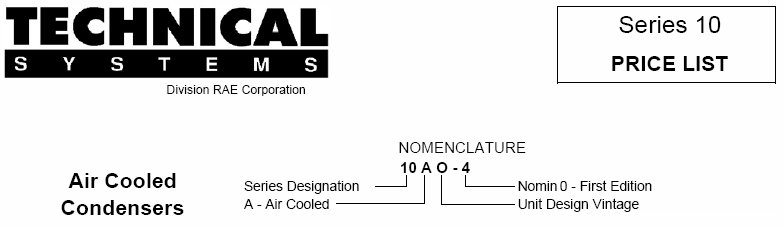 TECHNICAL
SYSTEMS
Division RAE Corporation
Series 10
PRICE LIST
NOMENCLATURE
10 A O - 4
Air Cooled
Condensers
Series Designation
A - Air Cooled
Nomin 0 - First Edition
Unit Design Vintage